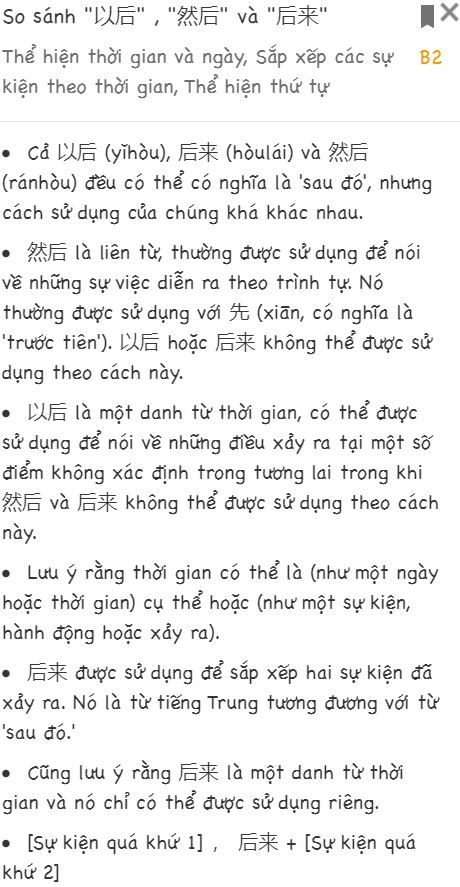 So sánh "以后" , "然后" và "后来"
Thể hiện thời gian và ngày, Sắp xếp các sự
B2
kiện theo thời gian, Thể hiện thứ tự
• Cả 以后 (yǐhòu), 后来 (hòulái) và 然后
(ránhòu) đều có thể có nghĩa là 'sau đó', nhưng
cách sử dụng của chúng khá khác nhau.
• 然后 là liên từ, thường được sử dụng để nói
về những sự việc diễn ra theo trình tự. Nó
thường được sử dụng với 先 (xiān, có nghĩa là
'trước tiên'). 以后 hoặc 后来 không thể được sử
dụng theo cách này.
• 以后 là một danh từ thời gian, có thể được
sử dụng để nói về những điều xảy ra tại một số
điểm không xác định trong tương lai trong khi
然后 và 后来 không thể được sử dụng theo cách
này.
• Lưu ý rằng thời gian có thể là (như một ngày
hoặc thời gian) cụ thể hoặc (như một sự kiện,
hành động hoặc xảy ra).
• 后来 được sử dụng để sắp xếp hai sự kiện đã
xảy ra. Nó là từ tiếng Trung tương đương với từ
'sau đó.'
• Cũng lưu ý rằng 后来 là một danh từ thời
gian và nó chỉ có thể được sử dụng riêng.
• [Sự kiện quá khứ 1] ， 后来 + [Sự kiện quá
khứ 2]